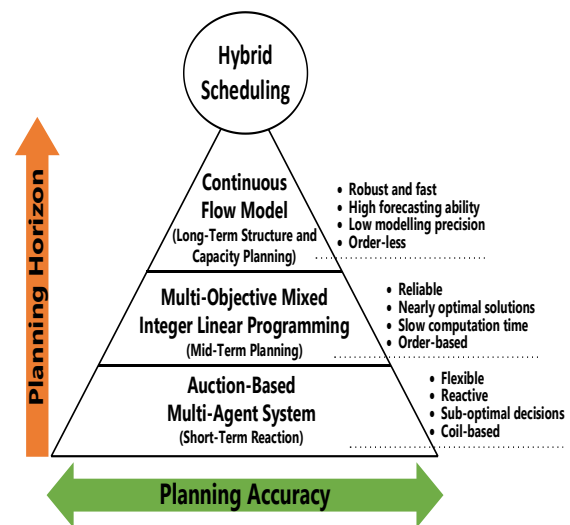 Hybrid
Scheduling
Planning Horizon
Continuous
Flow Model
(Long-Term Structure and
Capacity Planning)
• Robust and fast
• High forecasting ability
• Low modelling precision
• Order-less
Multi-Objective Mixed
Integer Linear Programming
(Mid-Term Planning)
• Reliable
• Nearly optimal solutions
• Slow computation time
• Order-based
Auction-Based
Multi-Agent System
(Short-Term Reaction)
• Flexible
• Reactive
• Sub-optimal decisions
• Coil-based
Planning Accuracy